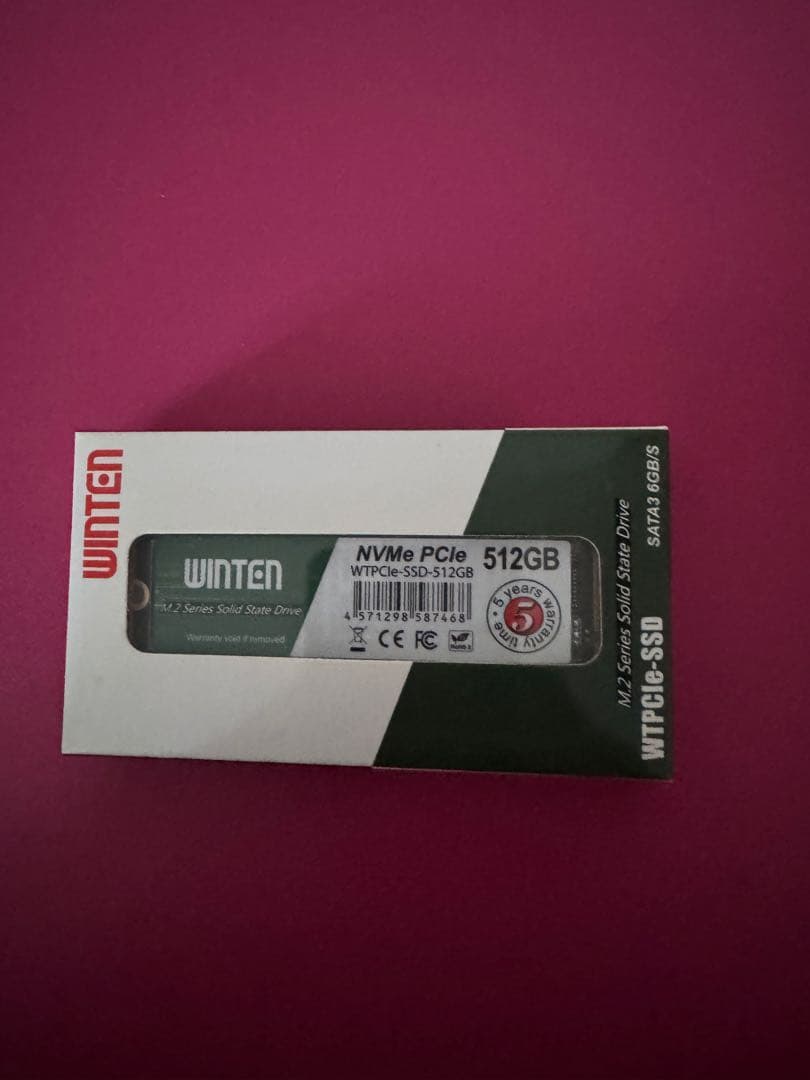 WINTEN
WINTEN
M.2 Series Solid State Drive
Warranty void if removed
NVMe PCIe 512GB
WTPCIe-SSD-512GB
4 571298 587468
CE FC
RoHS
5 years warranty time
5
M.2 Series Solid State Drive
SATA3 6GB/S
WTPCIe-SSD